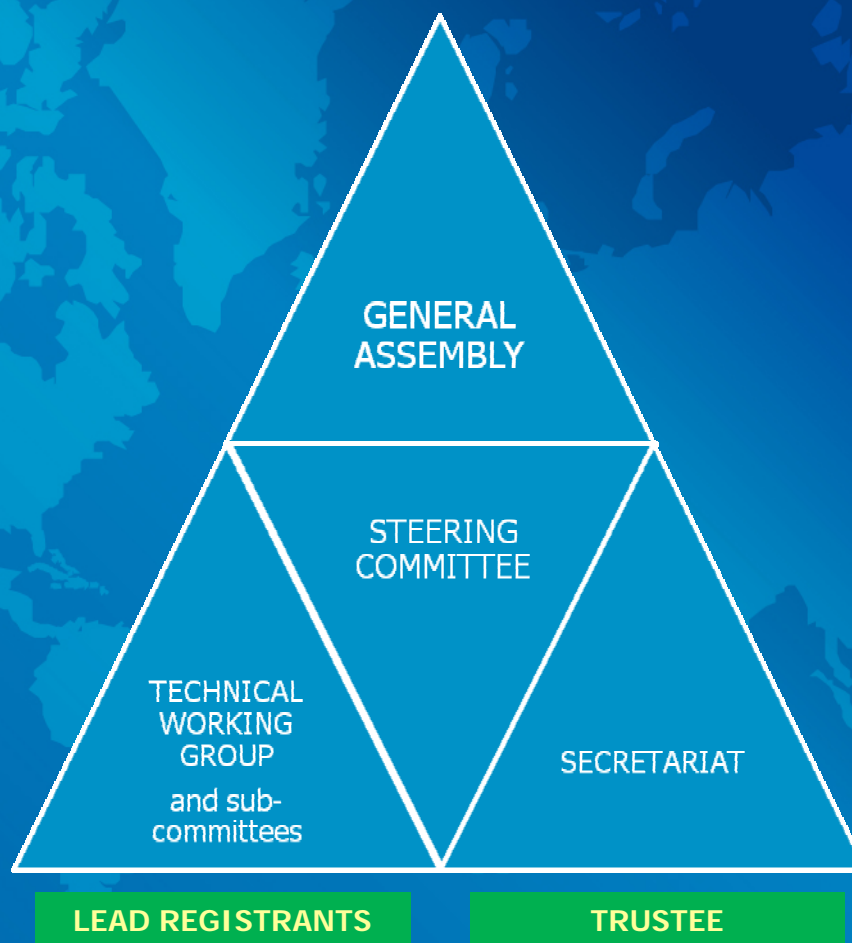 GENERAL
ASSEMBLY
STEERING
COMMITTEE
TECHNICAL
WORKING
GROUP
and sub-
committees
SECRETARIAT
LEAD REGISTRANTS
TRUSTEE